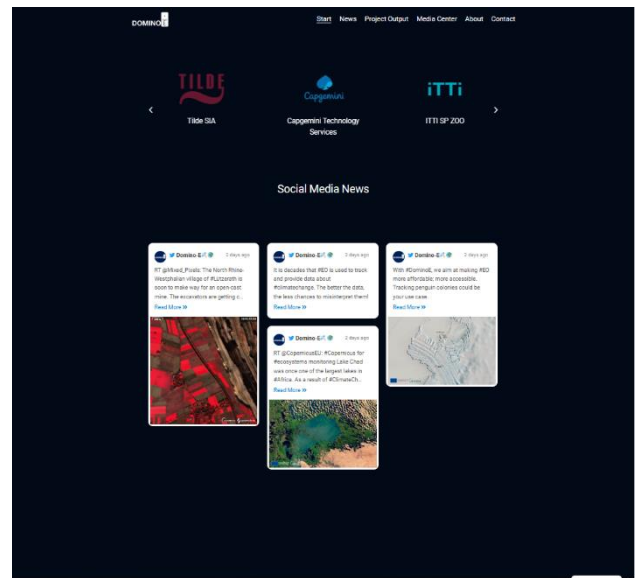 DOMINO
Start News Project Output Media Center About Contact
TILDE
Capgemini
iTTi
Tilde SIA
Capgemini Technology
Services
ITTI SP ZOO
Social Media News
Domino-E 3 days ago
RT @Mixed_Pixels: The North Rhine-
Westphalian village of #Lützerath is
soon to make way for an open-cast
mine. The excavators are getting c...
Read More »
Domino-E 3 days ago
It is decades that #EO is used to track
and provide data about
#climatechange. The better the data,
the less chances to misinterpret them!
Read More »
Domino-E 3 days ago
With #DominoE, we aim at making #EO
more affordable; more accessible.
Tracking penguin colonies could be
your use case.
Read More »
Domino-E 3 days ago
RT @CopernicusEU: #Copernicus for
#ecosystems monitoring Lake Chad
was once one of the largest lakes in
#Africa. As a result of #ClimateCh...
Read More »